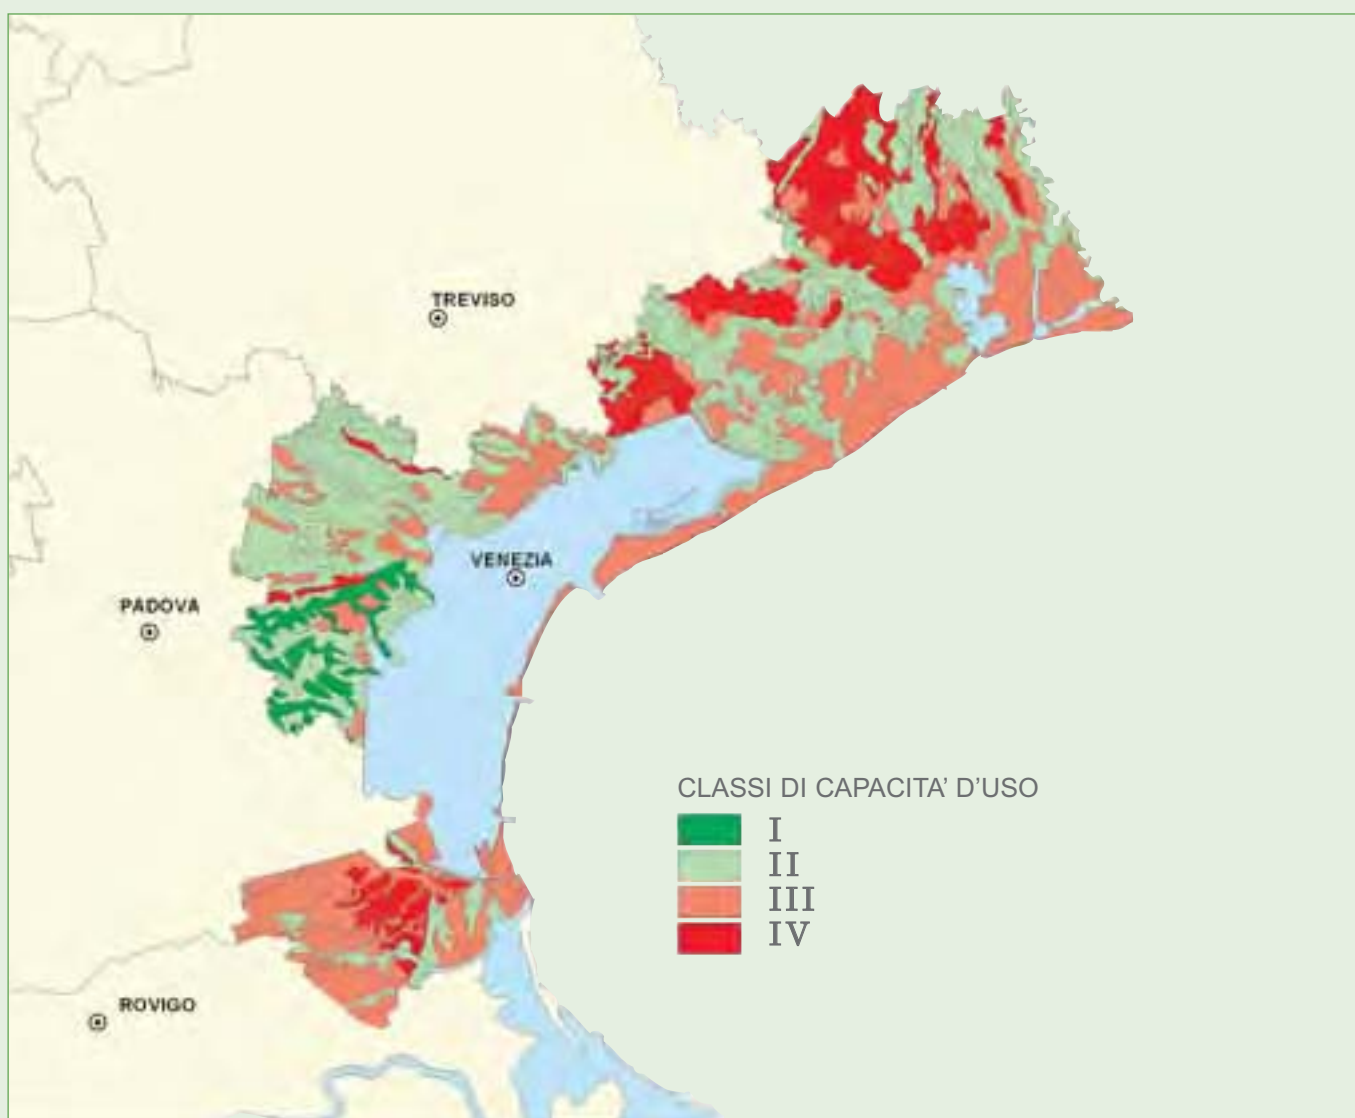 TREVISO
VENEZIA
PADOVA
CLASSI DI CAPACITA’ D’USO
I
II
III
IV
ROVIGO